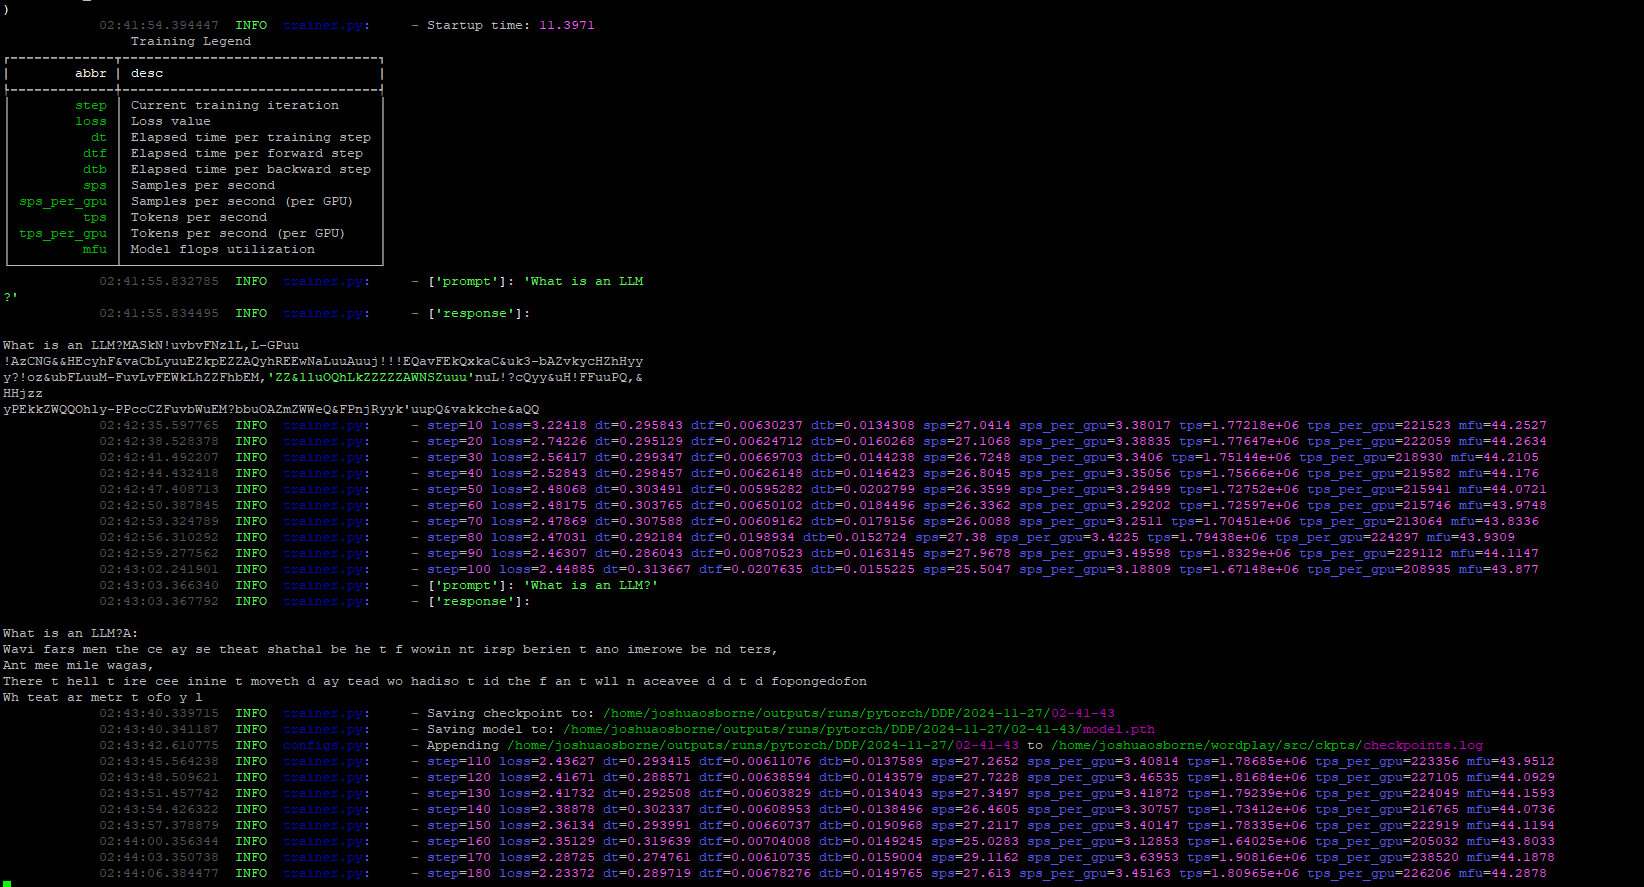 )
02:41:54.394447 INFO trainer.py: - Startup time: 11.3971
Training Legend
abbr desc
step Current training iteration
loss Loss value
dt Elapsed time per training step
dtf Elapsed time per forward step
dtb Elapsed time per backward step
sps Samples per second
sps_per_gpu Samples per second (per GPU)
tps Tokens per second
tps_per_gpu Tokens per second (per GPU)
mfu Model flops utilization
02:41:55.832785 INFO trainer.py: - ['prompt']: 'What is an LLM
?'
02:41:55.834495 INFO trainer.py: - ['response']:
What is an LLM?MASkN!uvbvFNzlL,L-GPuu
!AzCNG&&HEcyhF&vaCbLyuuEZkpEZZAQyhREEwNaLuuAuuj!!!EQavFEkQxkaC&uk3-bAZvkycHZhHyy
y?!oz&ubFLuuM-FuvLvFEWkLhZZFhbEM,'ZZ&lluOQhLkZZZZZAWNSZuuu'nuL!?cQyy&uH!FFuuPQ,&
HHjzz
yPEkkZWQQOhly-PPccCZFuvbWuEM?bbuOAZmZWWeQ&FPnjRyyk'uupQ&vakkche&aQQ
02:42:35.597765 INFO trainer.py: - step=10 loss=3.22418 dt=0.295843 dtf=0.00630237 dtb=0.0134308 sps=27.0414 sps_per_gpu=3.38017 tps=1.77218e+06 tps_per_gpu=221523 mfu=44.2527
02:42:38.528378 INFO trainer.py: - step=20 loss=2.74226 dt=0.295129 dtf=0.00624712 dtb=0.0160268 sps=27.1068 sps_per_gpu=3.38835 tps=1.77647e+06 tps_per_gpu=222059 mfu=44.2634
02:42:41.492207 INFO trainer.py: - step=30 loss=2.56417 dt=0.299347 dtf=0.00669703 dtb=0.0144238 sps=26.7248 sps_per_gpu=3.3406 tps=1.75144e+06 tps_per_gpu=218930 mfu=44.2105
02:42:44.432418 INFO trainer.py: - step=40 loss=2.52843 dt=0.298457 dtf=0.00626148 dtb=0.0146423 sps=26.8045 sps_per_gpu=3.35056 tps=1.75666e+06 tps_per_gpu=219582 mfu=44.176
02:42:47.408713 INFO trainer.py: - step=50 loss=2.48068 dt=0.303491 dtf=0.00595282 dtb=0.0202799 sps=26.3599 sps_per_gpu=3.29499 tps=1.72752e+06 tps_per_gpu=215941 mfu=44.0721
02:42:50.387845 INFO trainer.py: - step=60 loss=2.48175 dt=0.303765 dtf=0.00650102 dtb=0.0184496 sps=26.3362 sps_per_gpu=3.29202 tps=1.72597e+06 tps_per_gpu=215746 mfu=43.9748
02:42:53.324789 INFO trainer.py: - step=70 loss=2.47869 dt=0.307588 dtf=0.00609162 dtb=0.0179156 sps=26.0088 sps_per_gpu=3.2511 tps=1.70451e+06 tps_per_gpu=213064 mfu=43.8336
02:42:56.310292 INFO trainer.py: - step=80 loss=2.47031 dt=0.292184 dtf=0.0198934 dtb=0.0152724 sps=27.38 sps_per_gpu=3.4225 tps=1.79438e+06 tps_per_gpu=224297 mfu=43.9309
02:42:59.277562 INFO trainer.py: - step=90 loss=2.46307 dt=0.286043 dtf=0.00870523 dtb=0.0163145 sps=27.9678 sps_per_gpu=3.49598 tps=1.8329e+06 tps_per_gpu=229112 mfu=44.1147
02:43:02.241901 INFO trainer.py: - step=100 loss=2.44885 dt=0.313667 dtf=0.0207635 dtb=0.0155225 sps=25.5047 sps_per_gpu=3.18809 tps=1.67148e+06 tps_per_gpu=208935 mfu=43.877
02:43:03.366340 INFO trainer.py: - ['prompt']: 'What is an LLM?'
02:43:03.367792 INFO trainer.py: - ['response']:
What is an LLM?A:
Wavi fars men the ce ay se theat shathal be he t f wowin nt irsp berien t ano imerowe be nd ters,
Ant mee mile wagas,
There t hell t ire cee inine t moveth d ay tead wo hadiso t id the f an t wll n aceavee d d t d fopongedofon
Wh teat ar metr t ofo y l
02:43:40.339715 INFO trainer.py: - Saving checkpoint to: /home/joshuaosborne/outputs/runs/pytorch/DDP/2024-11-27/02-41-43
02:43:40.341187 INFO trainer.py: - Saving model to: /home/joshuaosborne/outputs/runs/pytorch/DDP/2024-11-27/02-41-43/model.pth
02:43:42.610775 INFO configs.py: - Appending /home/joshuaosborne/outputs/runs/pytorch/DDP/2024-11-27/02-41-43 to /home/joshuaosborne/wordplay/src/ckpts/checkpoints.log
02:43:45.564238 INFO trainer.py: - step=110 loss=2.43627 dt=0.293415 dtf=0.00611076 dtb=0.0137589 sps=27.2652 sps_per_gpu=3.40814 tps=1.78685e+06 tps_per_gpu=223356 mfu=43.9512
02:43:48.509621 INFO trainer.py: - step=120 loss=2.41671 dt=0.288571 dtf=0.00638594 dtb=0.0143579 sps=27.7228 sps_per_gpu=3.46535 tps=1.81684e+06 tps_per_gpu=227105 mfu=44.0929
02:43:51.457742 INFO trainer.py: - step=130 loss=2.41732 dt=0.292508 dtf=0.00603829 dtb=0.0134043 sps=27.3497 sps_per_gpu=3.41872 tps=1.79239e+06 tps_per_gpu=224049 mfu=44.1593
02:43:54.426322 INFO trainer.py: - step=140 loss=2.38878 dt=0.302337 dtf=0.00608953 dtb=0.0138496 sps=26.4605 sps_per_gpu=3.30757 tps=1.73412e+06 tps_per_gpu=216765 mfu=44.0736
02:43:57.378879 INFO trainer.py: - step=150 loss=2.36134 dt=0.293991 dtf=0.00660737 dtb=0.0190968 sps=27.2117 sps_per_gpu=3.40147 tps=1.78335e+06 tps_per_gpu=222919 mfu=44.1194
02:44:00.356344 INFO trainer.py: - step=160 loss=2.35129 dt=0.319639 dtf=0.00704008 dtb=0.0149245 sps=25.0283 sps_per_gpu=3.12853 tps=1.64025e+06 tps_per_gpu=205032 mfu=43.8033
02:44:03.350738 INFO trainer.py: - step=170 loss=2.28725 dt=0.274761 dtf=0.00610735 dtb=0.0159004 sps=29.1162 sps_per_gpu=3.63953 tps=1.90816e+06 tps_per_gpu=238520 mfu=44.1878
02:44:06.384477 INFO trainer.py: - step=180 loss=2.23372 dt=0.289719 dtf=0.00678276 dtb=0.0149765 sps=27.613 sps_per_gpu=3.45163 tps=1.80965e+06 tps_per_gpu=226206 mfu=44.2878